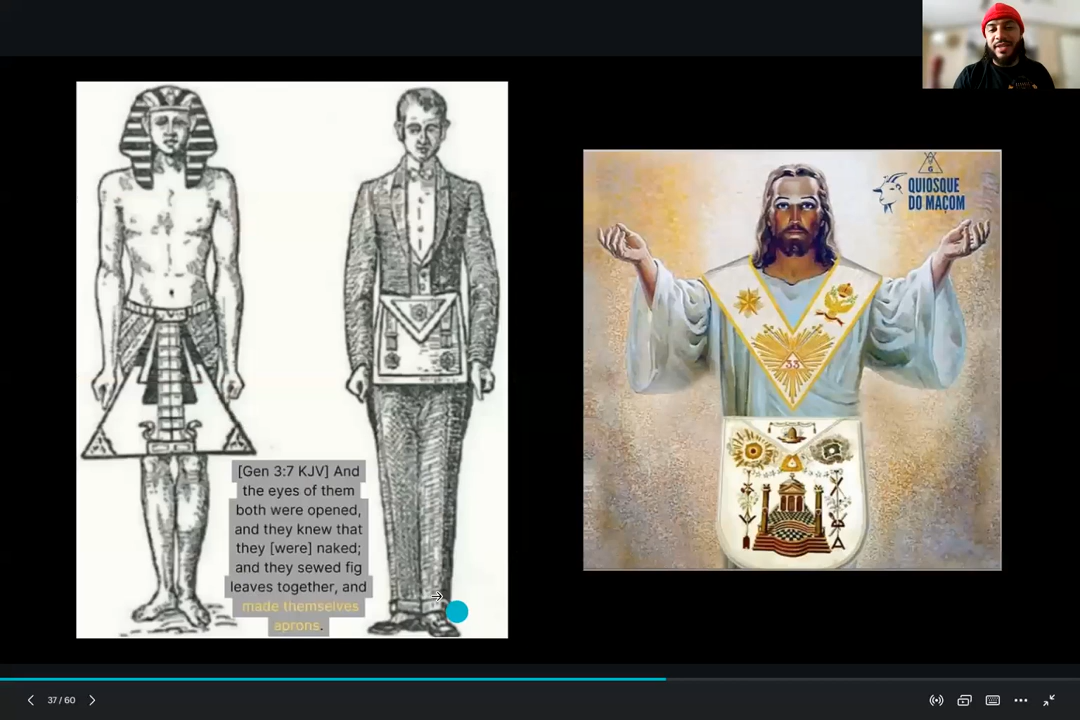 [Gen 3:7 KJV] And
the eyes of them
both were opened,
and they knew that
they [were] naked;
and they sewed fig
leaves together, and
made themselves
aprons.
G
QUIOSQUE
DO MAÇOM
33
37 / 60